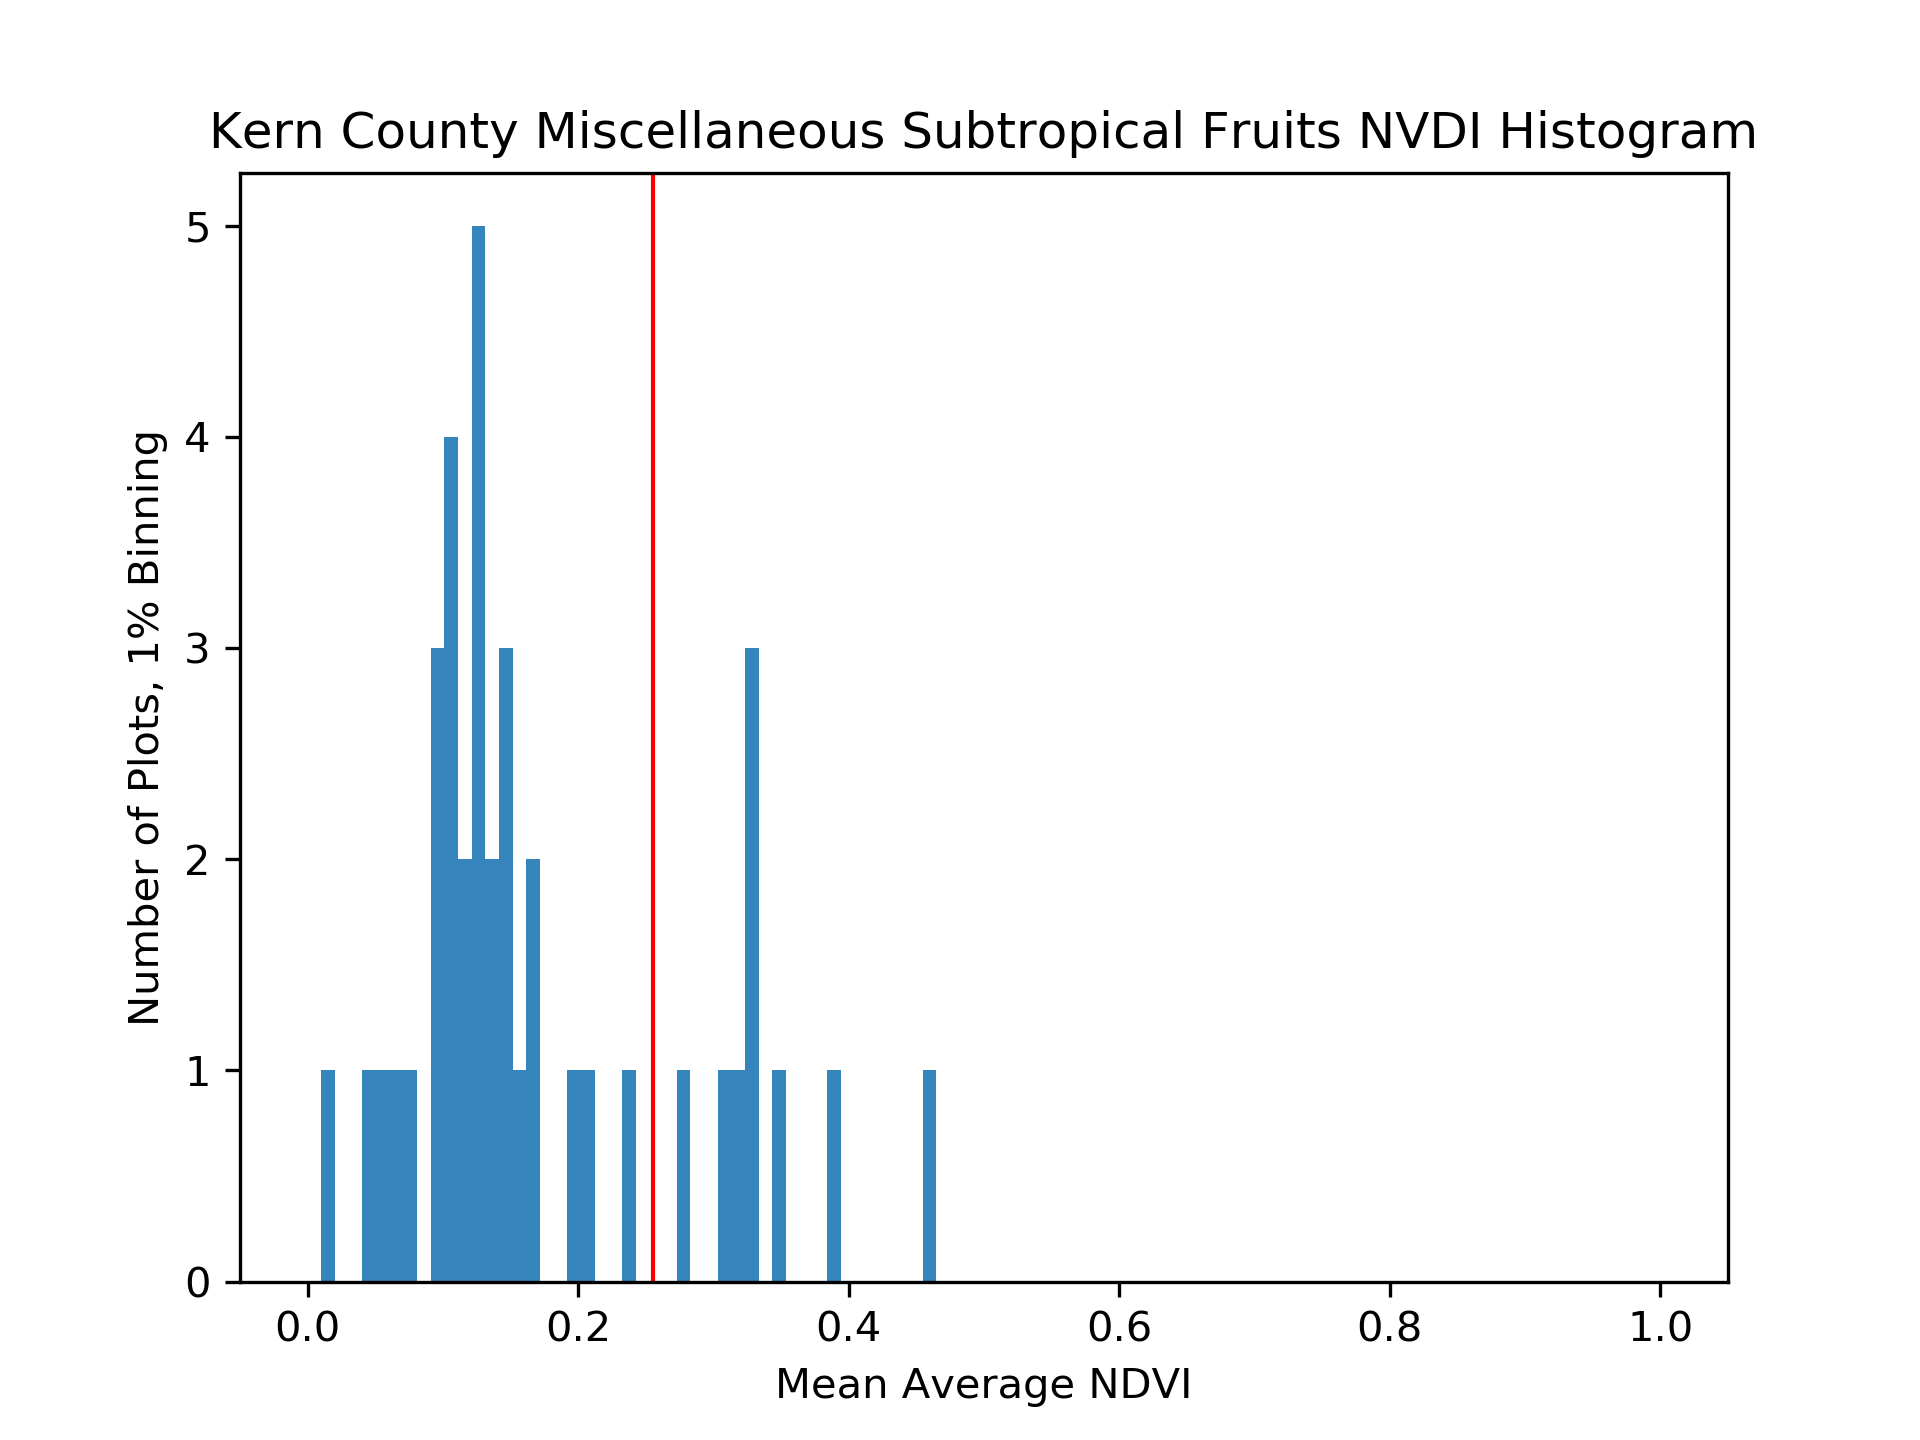 Kern County Miscellaneous Subtropical Fruits NVDI Histogram
Number of Plots, 1% Binning
5
4
3
2
1
0
0.0 0.2 0.4 0.6 0.8 1.0
Mean Average NDVI